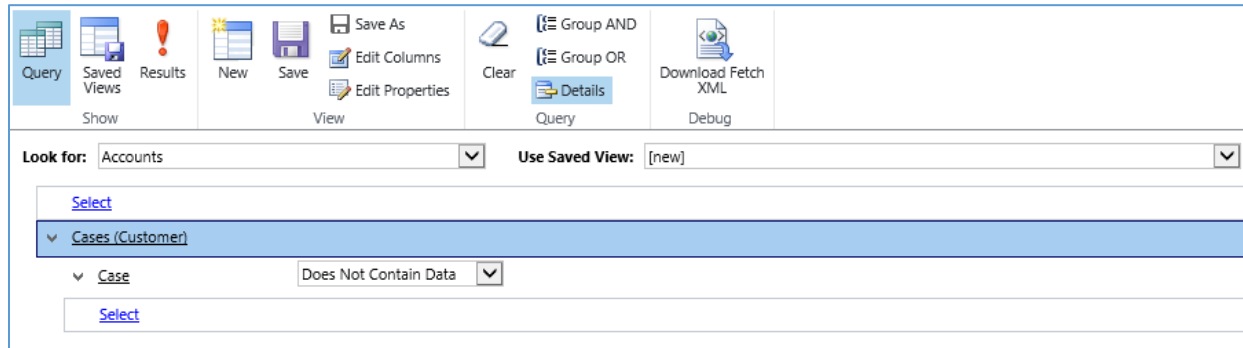 Query
Saved Views
Results
Show
New
Save
Save As
Edit Columns
Edit Properties
View
Clear
Group AND
Group OR
Details
Query
Download Fetch XML
Debug
Look for: Accounts
Use Saved View: [new]
Select
Cases (Customer)
Case Does Not Contain Data
Select